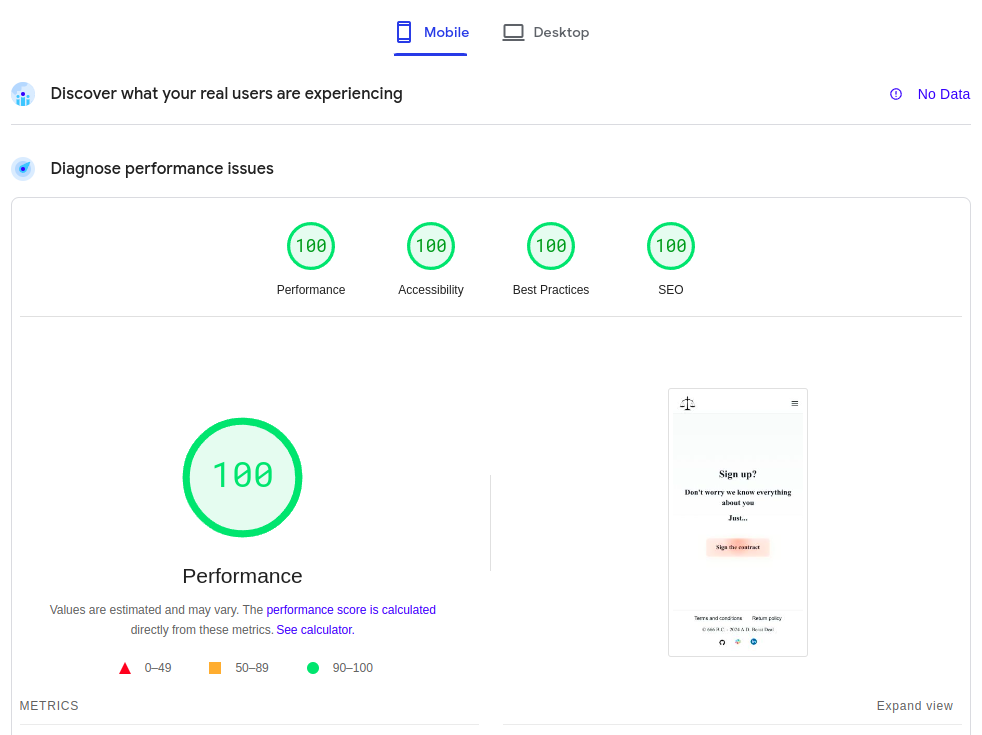 Mobile
Desktop
Discover what your real users are experiencing
No Data
Diagnose performance issues
100
100
100
100
Performance
Accessibility
Best Practices
SEO
100
Performance
Values are estimated and may vary. The performance score is calculated
directly from these metrics. See calculator.
0–49
50–89
90–100
Sign up?
Don't worry we know everything
about you
Just...
Sign the contract
Terms and conditions
Return policy
METRICS
Expand view